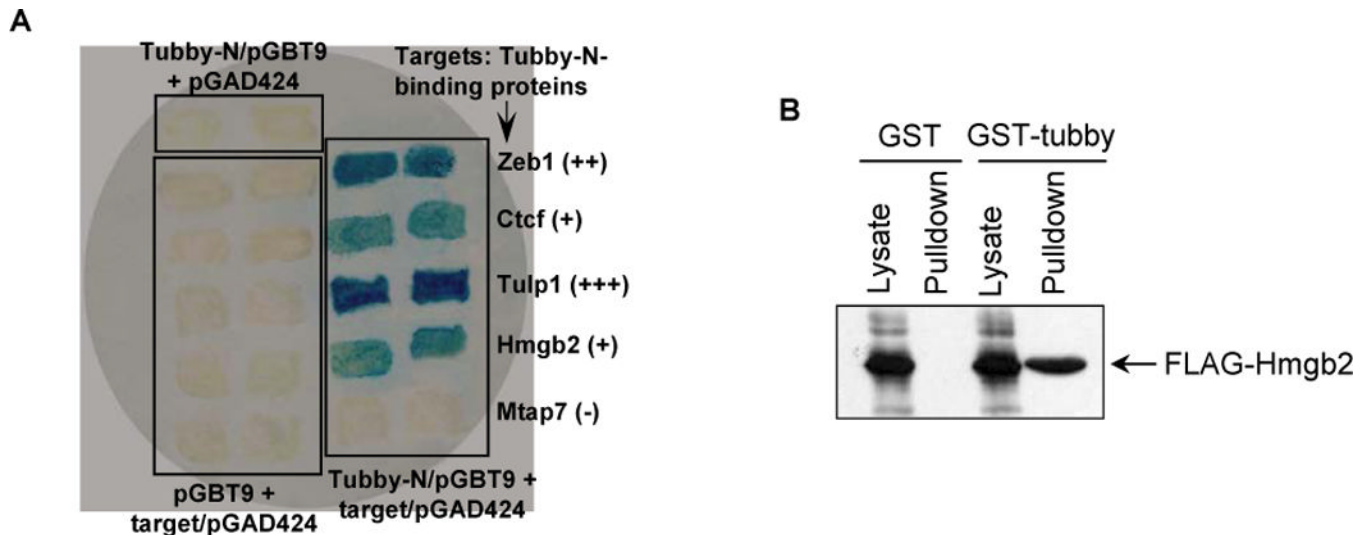 A
Tubby-N/pGBT9
+ pGAD424
Targets: Tubby-N-
binding proteins
Zeb1 (++)
Ctcf (+)
Tulp1 (+++)
Hmgb2 (+)
Mtap7 (-)
pGBT9 +
target/pGAD424
Tubby-N/pGBT9 +
target/pGAD424
B
GST
GST-tubby
Lysate
Pulldown
Lysate
Pulldown
FLAG-Hmgb2